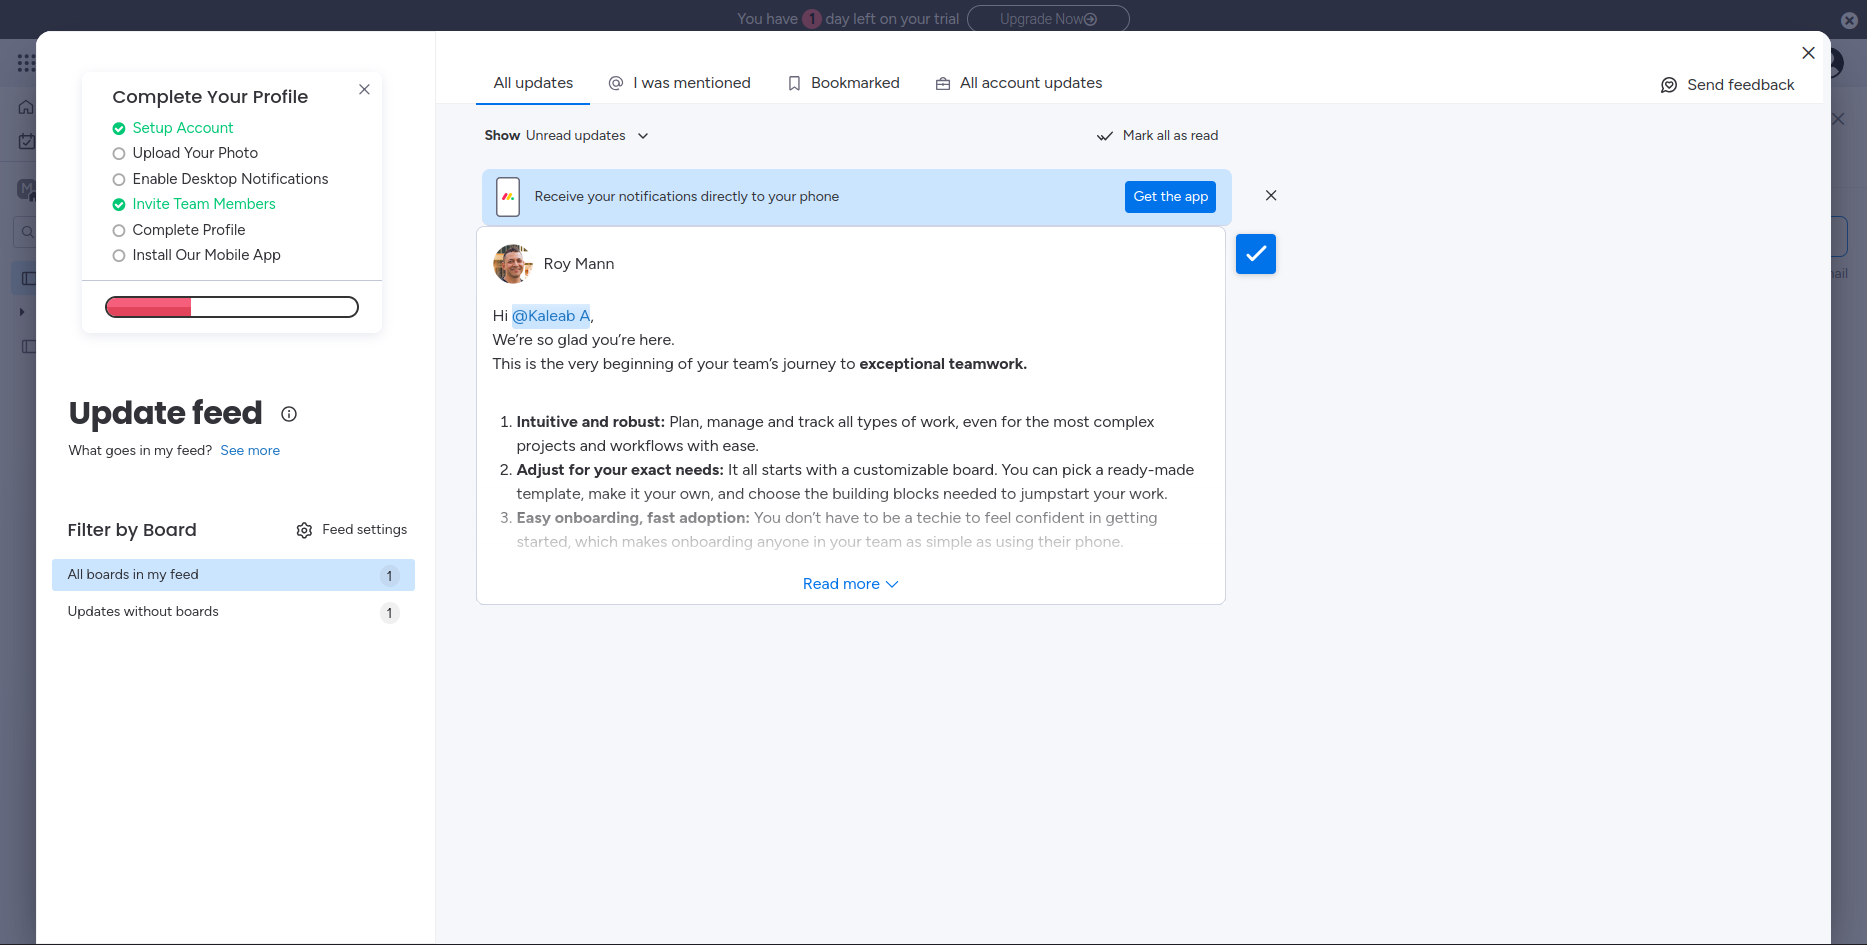 You have 1 day left on your trial Upgrade Now
Complete Your Profile
Setup Account
Upload Your Photo
Enable Desktop Notifications
Invite Team Members
Complete Profile
Install Our Mobile App
Update feed
What goes in my feed? See more
Filter by Board Feed settings
All boards in my feed 1
Updates without boards 1
All updates I was mentioned Bookmarked All account updates
Send feedback
Show Unread updates Mark all as read
Receive your notifications directly to your phone Get the app
Roy Mann
Hi @Kaleab A,
We’re so glad you’re here.
This is the very beginning of your team’s journey to exceptional teamwork.
1. Intuitive and robust: Plan, manage and track all types of work, even for the most complex
projects and workflows with ease.
2. Adjust for your exact needs: It all starts with a customizable board. You can pick a ready-made
template, make it your own, and choose the building blocks needed to jumpstart your work.
3. Easy onboarding, fast adoption: You don’t have to be a techie to feel confident in getting
started, which makes onboarding anyone in your team as simple as using their phone.
Read more
M